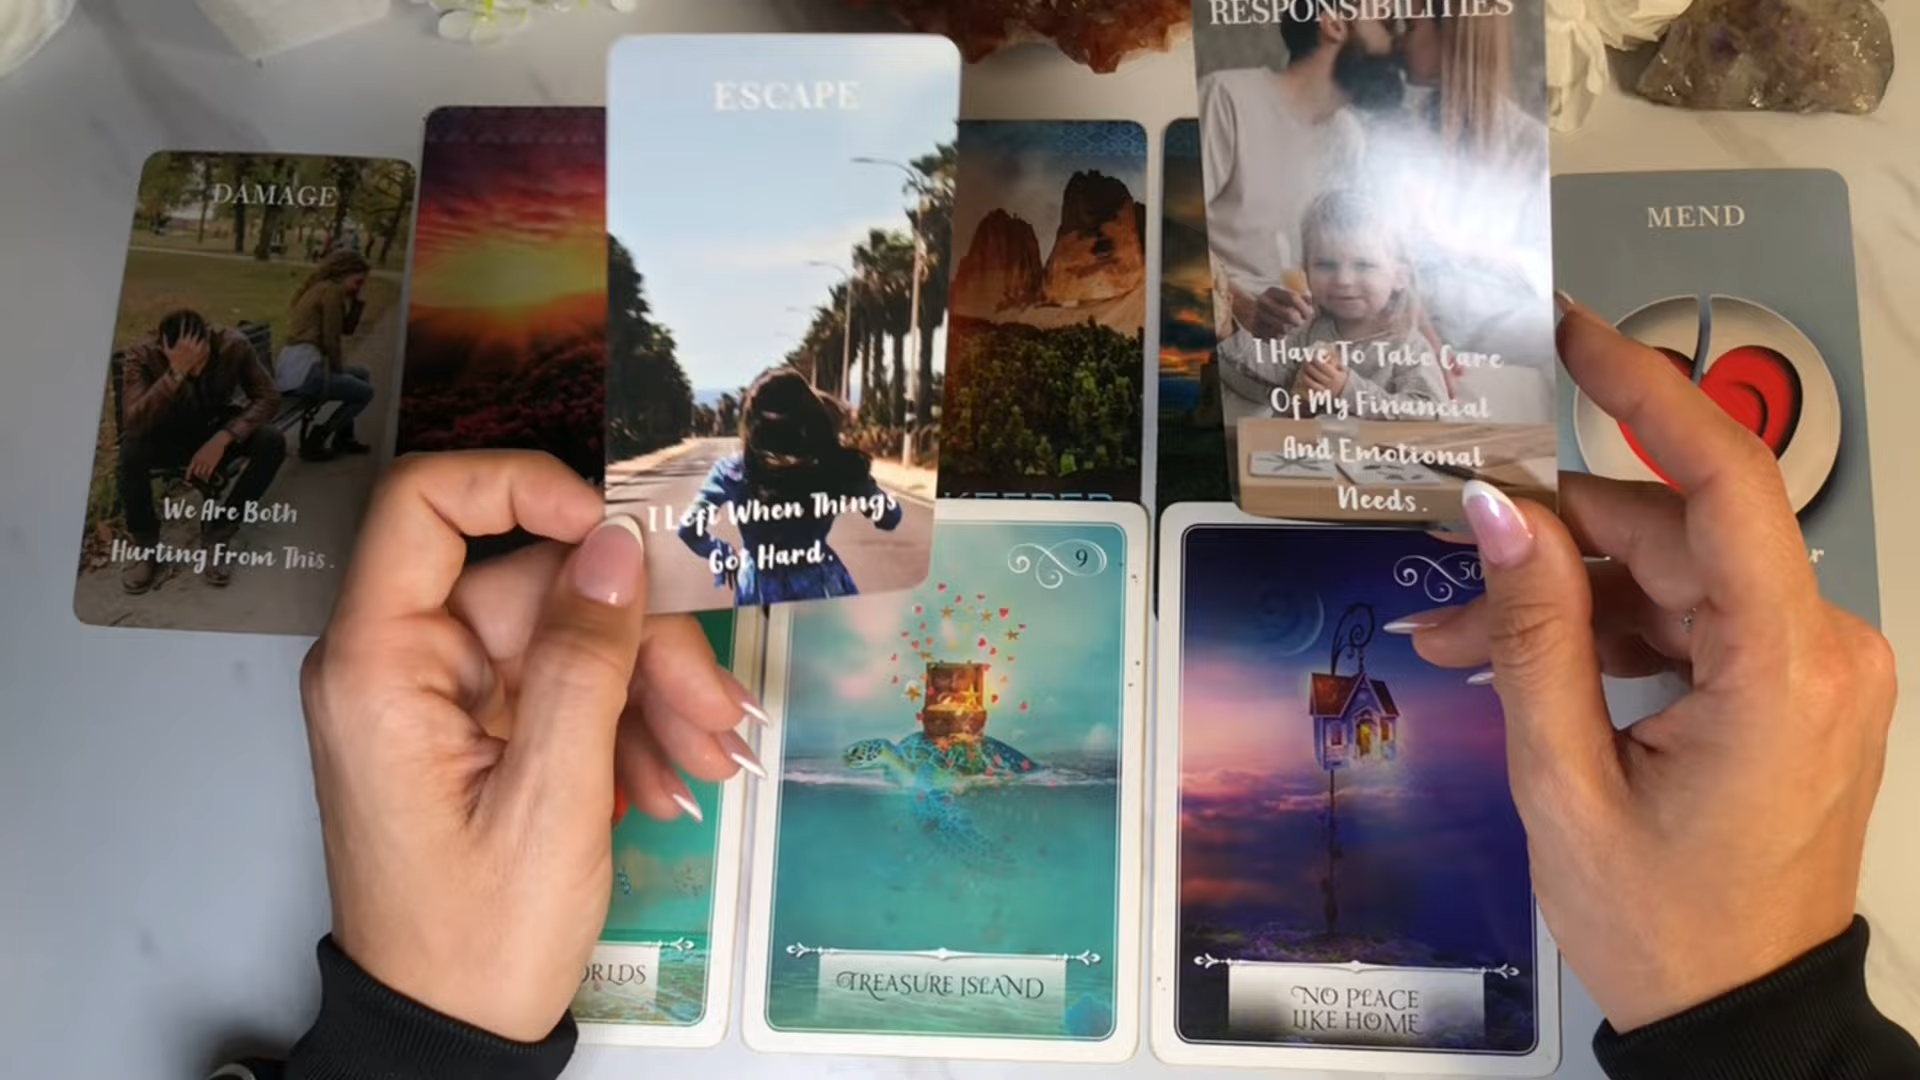 RESPONSIBILITIES
ESCAPE
DAMAGE
MEND
I Have To Take Care
Of My Financial
And Emotional
Needs.
I Left When Things
Got Hard.
We Are Both
Hurting From This.
KEEPER
9
50
TREASURE ISLAND
NO PLACE
LIKE HOME